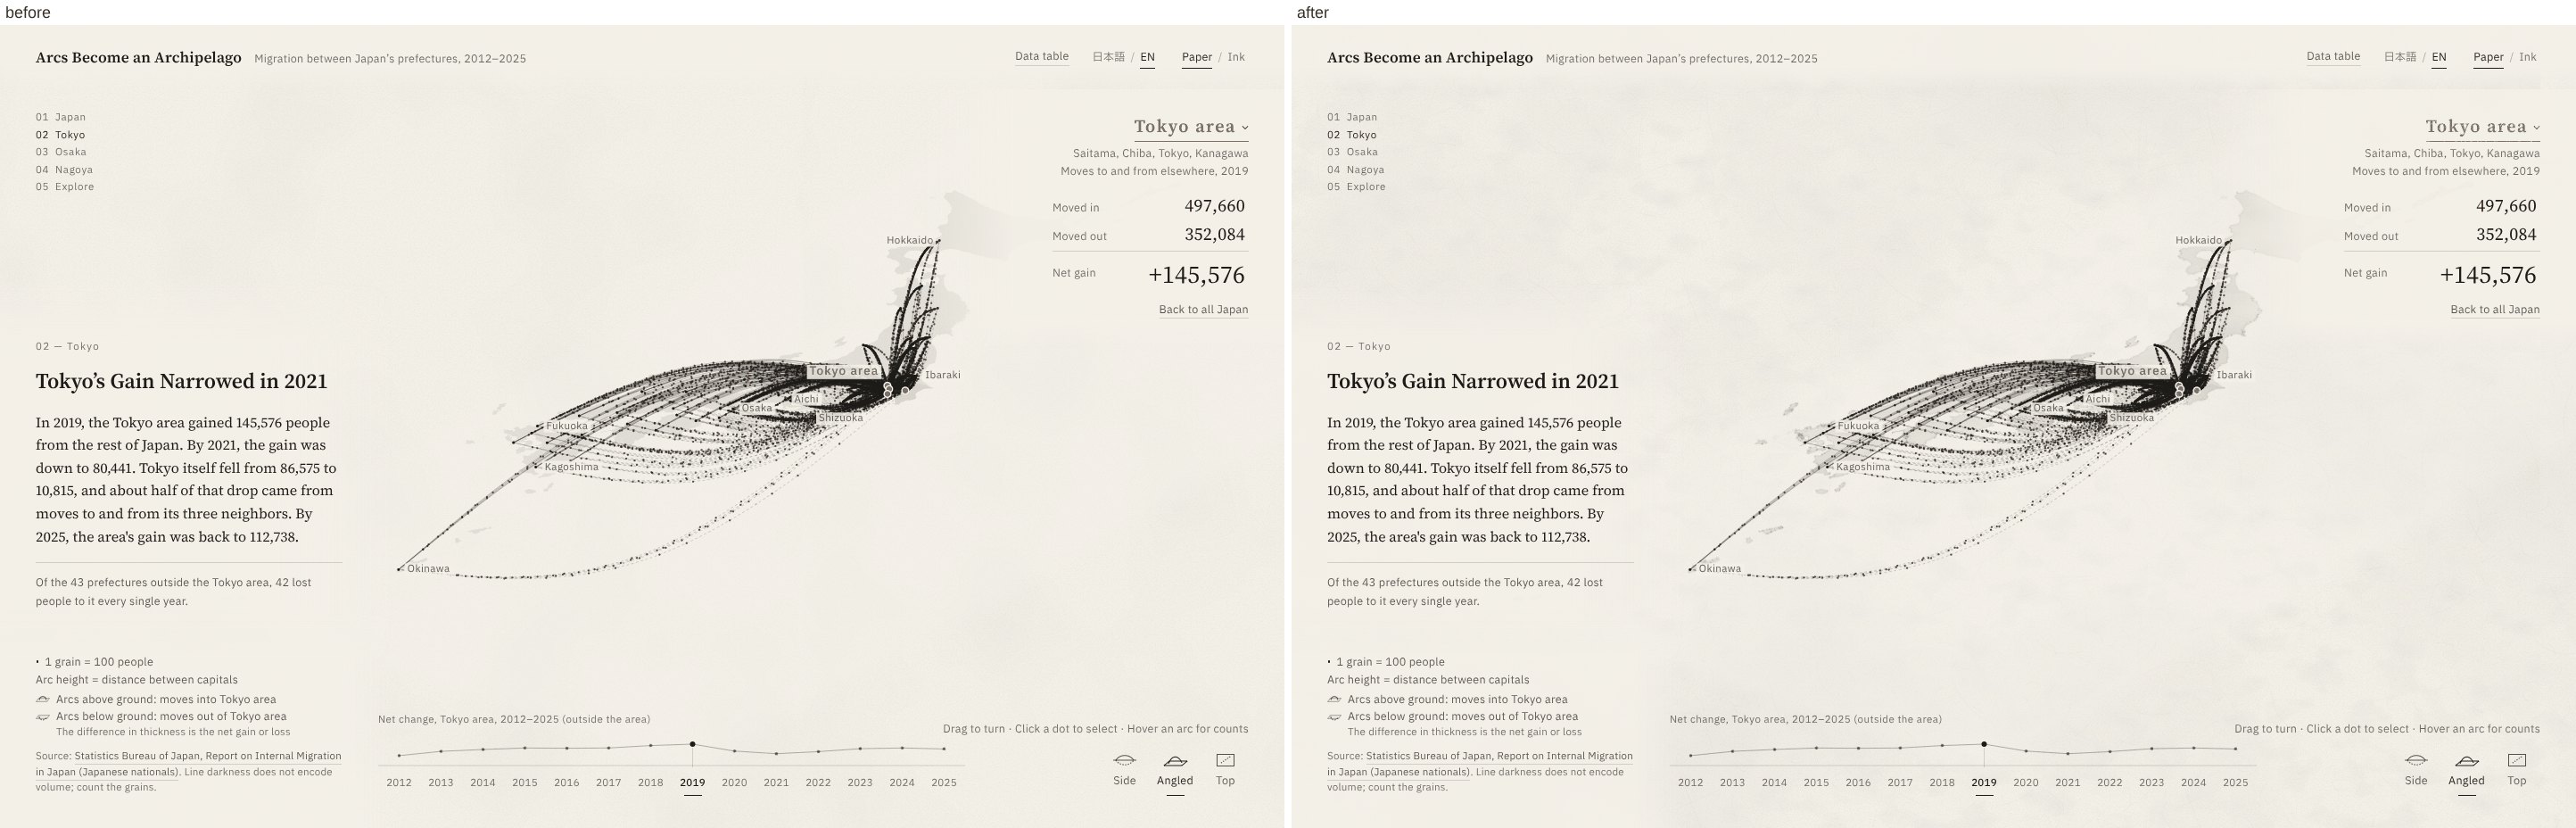 before
Arcs Become an Archipelago Migration between Japan's prefectures, 2012–2025
Data table 日本語 / EN Paper / Ink
01 Japan
02 Tokyo
03 Osaka
04 Nagoya
05 Explore
Tokyo area
Saitama, Chiba, Tokyo, Kanagawa
Moves to and from elsewhere, 2019
Moved in 497,660
Moved out 352,084
Net gain +145,576
Back to all Japan
Hokkaido
Tokyo area
Ibaraki
Aichi
Osaka
Shizuoka
Fukuoka
Kagoshima
Okinawa
02 — Tokyo
Tokyo’s Gain Narrowed in 2021
In 2019, the Tokyo area gained 145,576 people
from the rest of Japan. By 2021, the gain was
down to 80,441. Tokyo itself fell from 86,575 to
10,815, and about half of that drop came from
moves to and from its three neighbors. By
2025, the area's gain was back to 112,738.
Of the 43 prefectures outside the Tokyo area, 42 lost
people to it every single year.
1 grain = 100 people
Arc height = distance between capitals
Arcs above ground: moves into Tokyo area
Arcs below ground: moves out of Tokyo area
The difference in thickness is the net gain or loss
Source: Statistics Bureau of Japan, Report on Internal Migration
in Japan (Japanese nationals). Line darkness does not encode
volume; count the grains.
Net change, Tokyo area, 2012–2025 (outside the area)
2012 2013 2014 2015 2016 2017 2018 2019 2020 2021 2022 2023 2024 2025
Drag to turn · Click a dot to select · Hover an arc for counts
Side Angled Top
after
Arcs Become an Archipelago Migration between Japan's prefectures, 2012–2025
Data table 日本語 / EN Paper / Ink
01 Japan
02 Tokyo
03 Osaka
04 Nagoya
05 Explore
Tokyo area
Saitama, Chiba, Tokyo, Kanagawa
Moves to and from elsewhere, 2019
Moved in 497,660
Moved out 352,084
Net gain +145,576
Back to all Japan
Hokkaido
Tokyo area
Ibaraki
Aichi
Osaka
Shizuoka
Fukuoka
Kagoshima
Okinawa
02 — Tokyo
Tokyo’s Gain Narrowed in 2021
In 2019, the Tokyo area gained 145,576 people
from the rest of Japan. By 2021, the gain was
down to 80,441. Tokyo itself fell from 86,575 to
10,815, and about half of that drop came from
moves to and from its three neighbors. By
2025, the area's gain was back to 112,738.
Of the 43 prefectures outside the Tokyo area, 42 lost
people to it every single year.
1 grain = 100 people
Arc height = distance between capitals
Arcs above ground: moves into Tokyo area
Arcs below ground: moves out of Tokyo area
The difference in thickness is the net gain or loss
Source: Statistics Bureau of Japan, Report on Internal Migration
in Japan (Japanese nationals). Line darkness does not encode
volume; count the grains.
Net change, Tokyo area, 2012–2025 (outside the area)
2012 2013 2014 2015 2016 2017 2018 2019 2020 2021 2022 2023 2024 2025
Drag to turn · Click a dot to select · Hover an arc for counts
Side Angled Top